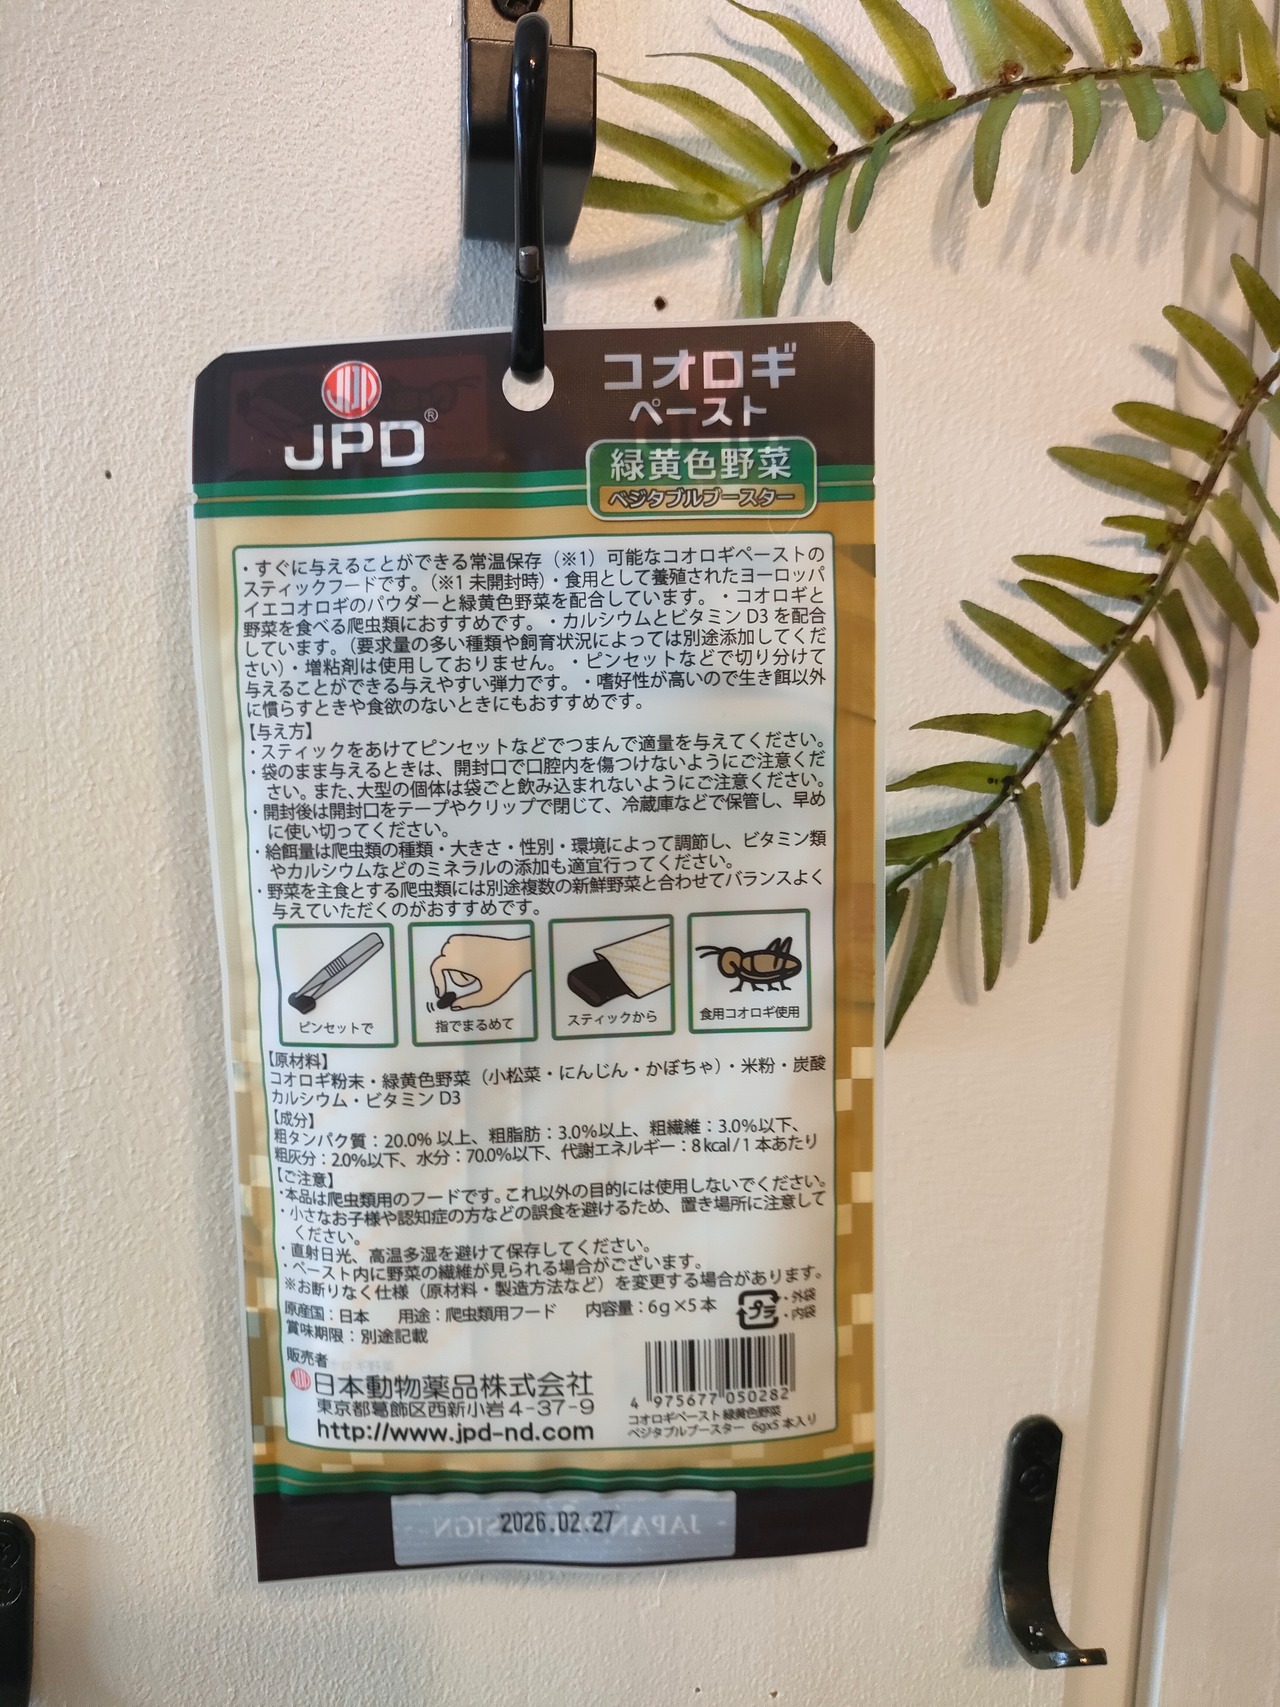 JPD®
コオロギ
ペースト
緑黄色野菜
ベジタブルブースター
・すぐに与えることができる常温保存（※1）可能なコオロギペーストの
スティックフードです。（※1 未開封時）・食用として養殖されたヨーロッパ
イエコオロギのパウダーと緑黄色野菜を配合しています。・コオロギと
野菜を食べる爬虫類におすすめです。・カルシウムとビタミン D3 を配合
しています。（要求量の多い種類や飼育状況によっては別途添加してくだ
さい）・増粘剤は使用しておりません。・ピンセットなどで切り分けて
与えることができる与えやすい弾力です。・嗜好性が高いので生き餌以外
に慣らすときや食欲のないときにもおすすめです。
【与え方】
・スティックをあけてピンセットなどでつまんで適量を与えてください。
・袋のまま与えるときは、開封口で口腔内を傷つけないようにご注意くだ
さい。また、大型の個体は袋ごと飲み込まれないようにご注意ください。
・開封後は開封口をテープやクリップで閉じて、冷蔵庫などで保管し、早め
に使い切ってください。
・給餌量は爬虫類の種類・大きさ・性別・環境によって調節し、ビタミン類
やカルシウムなどのミネラルの添加も適宜行ってください。
・野菜を主食とする爬虫類には別途複数の新鮮野菜と合わせてバランスよく
与えていただくのがおすすめです。
ピンセットで
指でまるめて
スティックから
食用コオロギ使用
【原材料】
コオロギ粉末・緑黄色野菜（小松菜・にんじん・かぼちゃ）・米粉・炭酸
カルシウム・ビタミン D3
【成分】
粗タンパク質：20.0% 以上、粗脂肪：3.0%以上、粗繊維：3.0%以下、
粗灰分：2.0%以下、水分：70.0%以下、代謝エネルギー：8kcal/1 本あたり
【ご注意】
・本品は爬虫類用のフードです。これ以外の目的には使用しないでください。
・小さなお子様や認知症の方などの誤食を避けるため、置き場所に注意して
ください。
・直射日光、高温多湿を避けて保存してください。
・ペースト内に野菜の繊維が見られる場合がございます。
※お断りなく仕様（原材料・製造方法など）を変更する場合があります。
原産国：日本 用途：爬虫類用フード 内容量：6g×5本
プラ
・外袋
・内袋
賞味期限：別途記載
販売者
日本動物薬品株式会社
東京都葛飾区西新小岩 4-37-9
http://www.jpd-nd.com
4 975677 050282
コオロギペースト 緑黄色野菜
ベジタブルブースター 6gx5 本入り
2026.02.27